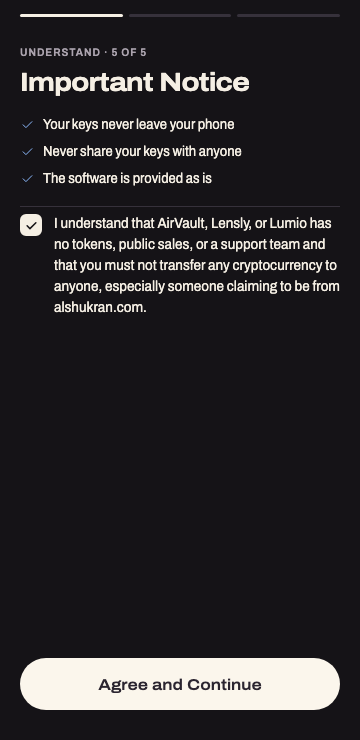 UNDERSTAND · 5 OF 5
Important Notice
Your keys never leave your phone
Never share your keys with anyone
The software is provided as is
I understand that AirVault, Lensly, or Lumio has
no tokens, public sales, or a support team and
that you must not transfer any cryptocurrency to
anyone, especially someone claiming to be from
alshukran.com.
Agree and Continue